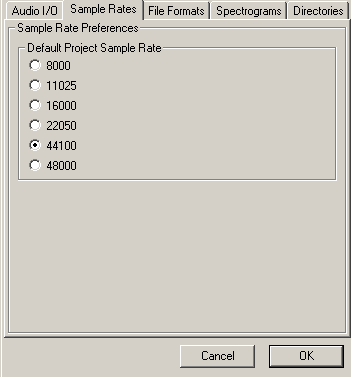 Audio I/O Sample Rates File Formats Spectrograms Directories
Sample Rate Preferences
Default Project Sample Rate
8000
11025
16000
22050
44100
48000
Cancel OK